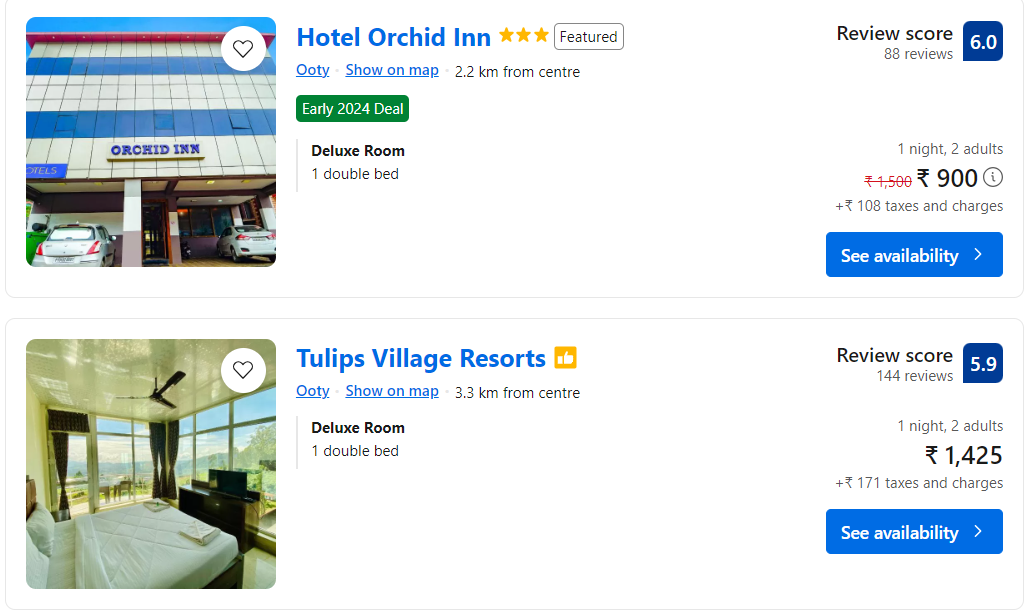 Hotel Orchid Inn
Featured
Ooty · Show on map · 2.2 km from centre
Early 2024 Deal
Deluxe Room
1 double bed
Review score
88 reviews
6.0
1 night, 2 adults
₹ 1,500 ₹ 900
+₹ 108 taxes and charges
See availability
ORCHID INN
OTELS
Tulips Village Resorts
Ooty · Show on map · 3.3 km from centre
Deluxe Room
1 double bed
Review score
144 reviews
5.9
1 night, 2 adults
₹ 1,425
+₹ 171 taxes and charges
See availability